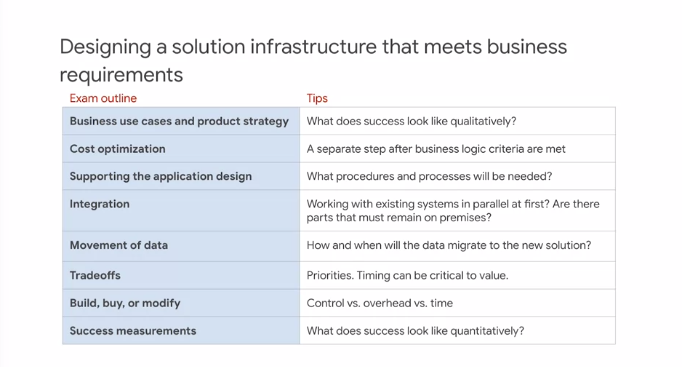 Designing a solution infrastructure that meets business
requirements
Exam outline Tips
Business use cases and product strategy What does success look like qualitatively?
Cost optimization A separate step after business logic criteria are met
Supporting the application design What procedures and processes will be needed?
Integration Working with existing systems in parallel at first? Are there
parts that must remain on premises?
Movement of data How and when will the data migrate to the new solution?
Tradeoffs Priorities. Timing can be critical to value.
Build, buy, or modify Control vs. overhead vs. time
Success measurements What does success look like quantitatively?